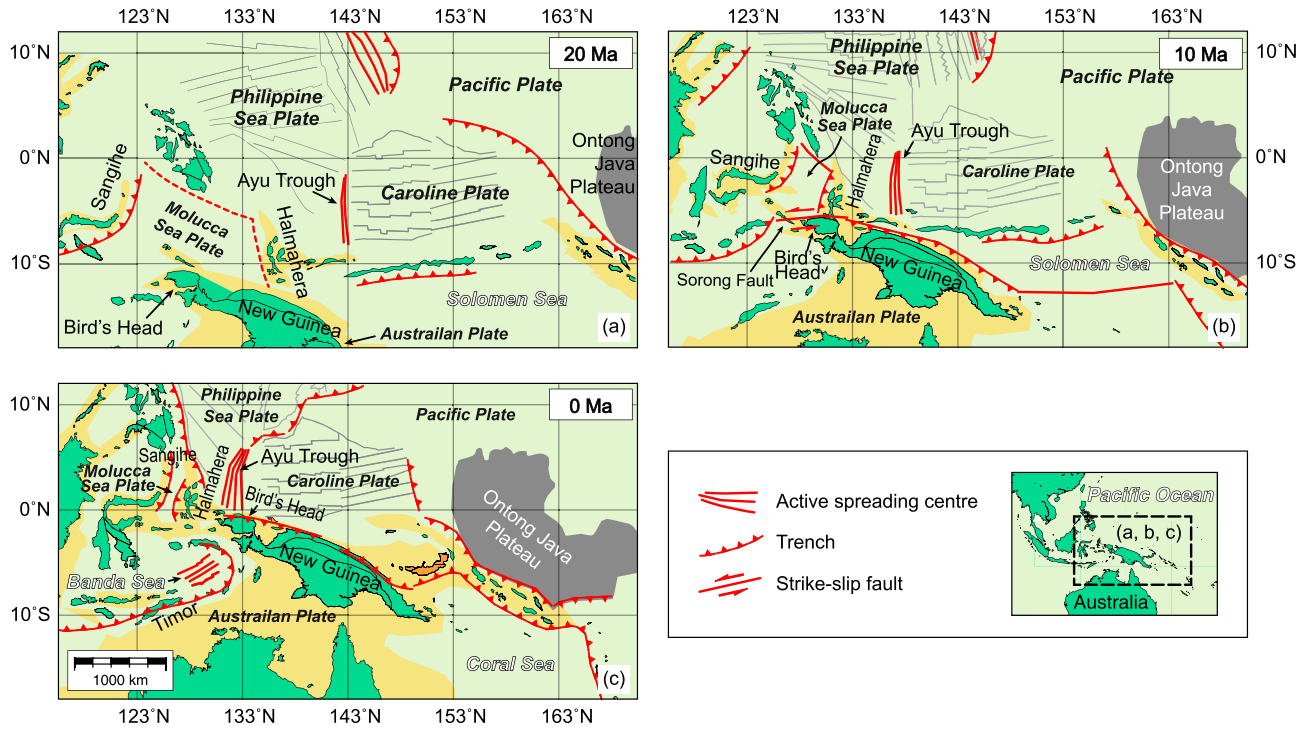 123°N 133°N 143°N 153°N 163°N
123°N 133°N 143°N 153°N 163°N
10°N
0°N
10°S
20 Ma
Philippine
Sea Plate
Pacific Plate
Ontong
Java
Plateau
Sangihe
Ayu Trough
Caroline Plate
Molucca
Sea Plate
Halmahera
Solomen Sea
New Guinea
Bird's Head
Austrailan Plate
(a)
10 Ma
10°N
0°N
10°S
Philippine
Sea Plate
Pacific Plate
Molucca
Sea Plate
Ayu Trough
Sangihe
Halmahera
Caroline Plate
Ontong
Java
Plateau
Sorong Fault
Bird's
Head
New Guinea
Solomen Sea
Austrailan Plate
(b)
10°N
0°N
10°S
0 Ma
Philippine
Sea Plate
Pacific Plate
Sangihe
Molucca
Sea Plate
Halmahera
Ayu Trough
Caroline Plate
Bird's Head
Ontong Java
Plateau
New Guinea
Banda Sea
Timor
Austrailan Plate
Coral Sea
1000 km
(c)
123°N 133°N 143°N 153°N 163°N
Active spreading centre
Trench
Strike-slip fault
Pacific Ocean
(a, b, c)
Australia